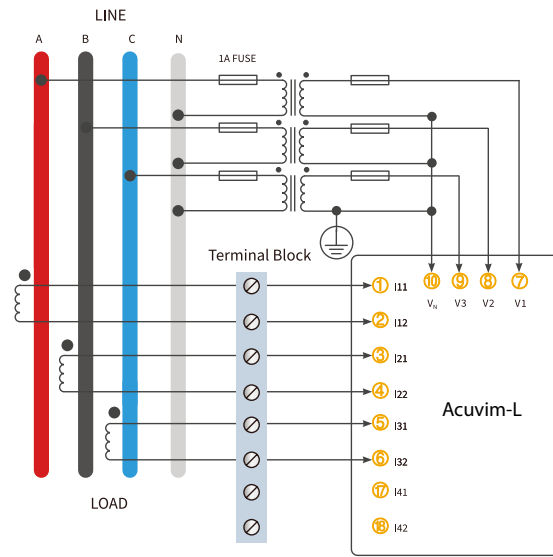 LINE
A B C N
1A FUSE
Terminal Block
10 9 8 7
VN V3 V2 V1
1 I11
2 I12
3 I21
4 I22
5 I31
6 I32
17 I41
18 I42
Acuvim-L
LOAD